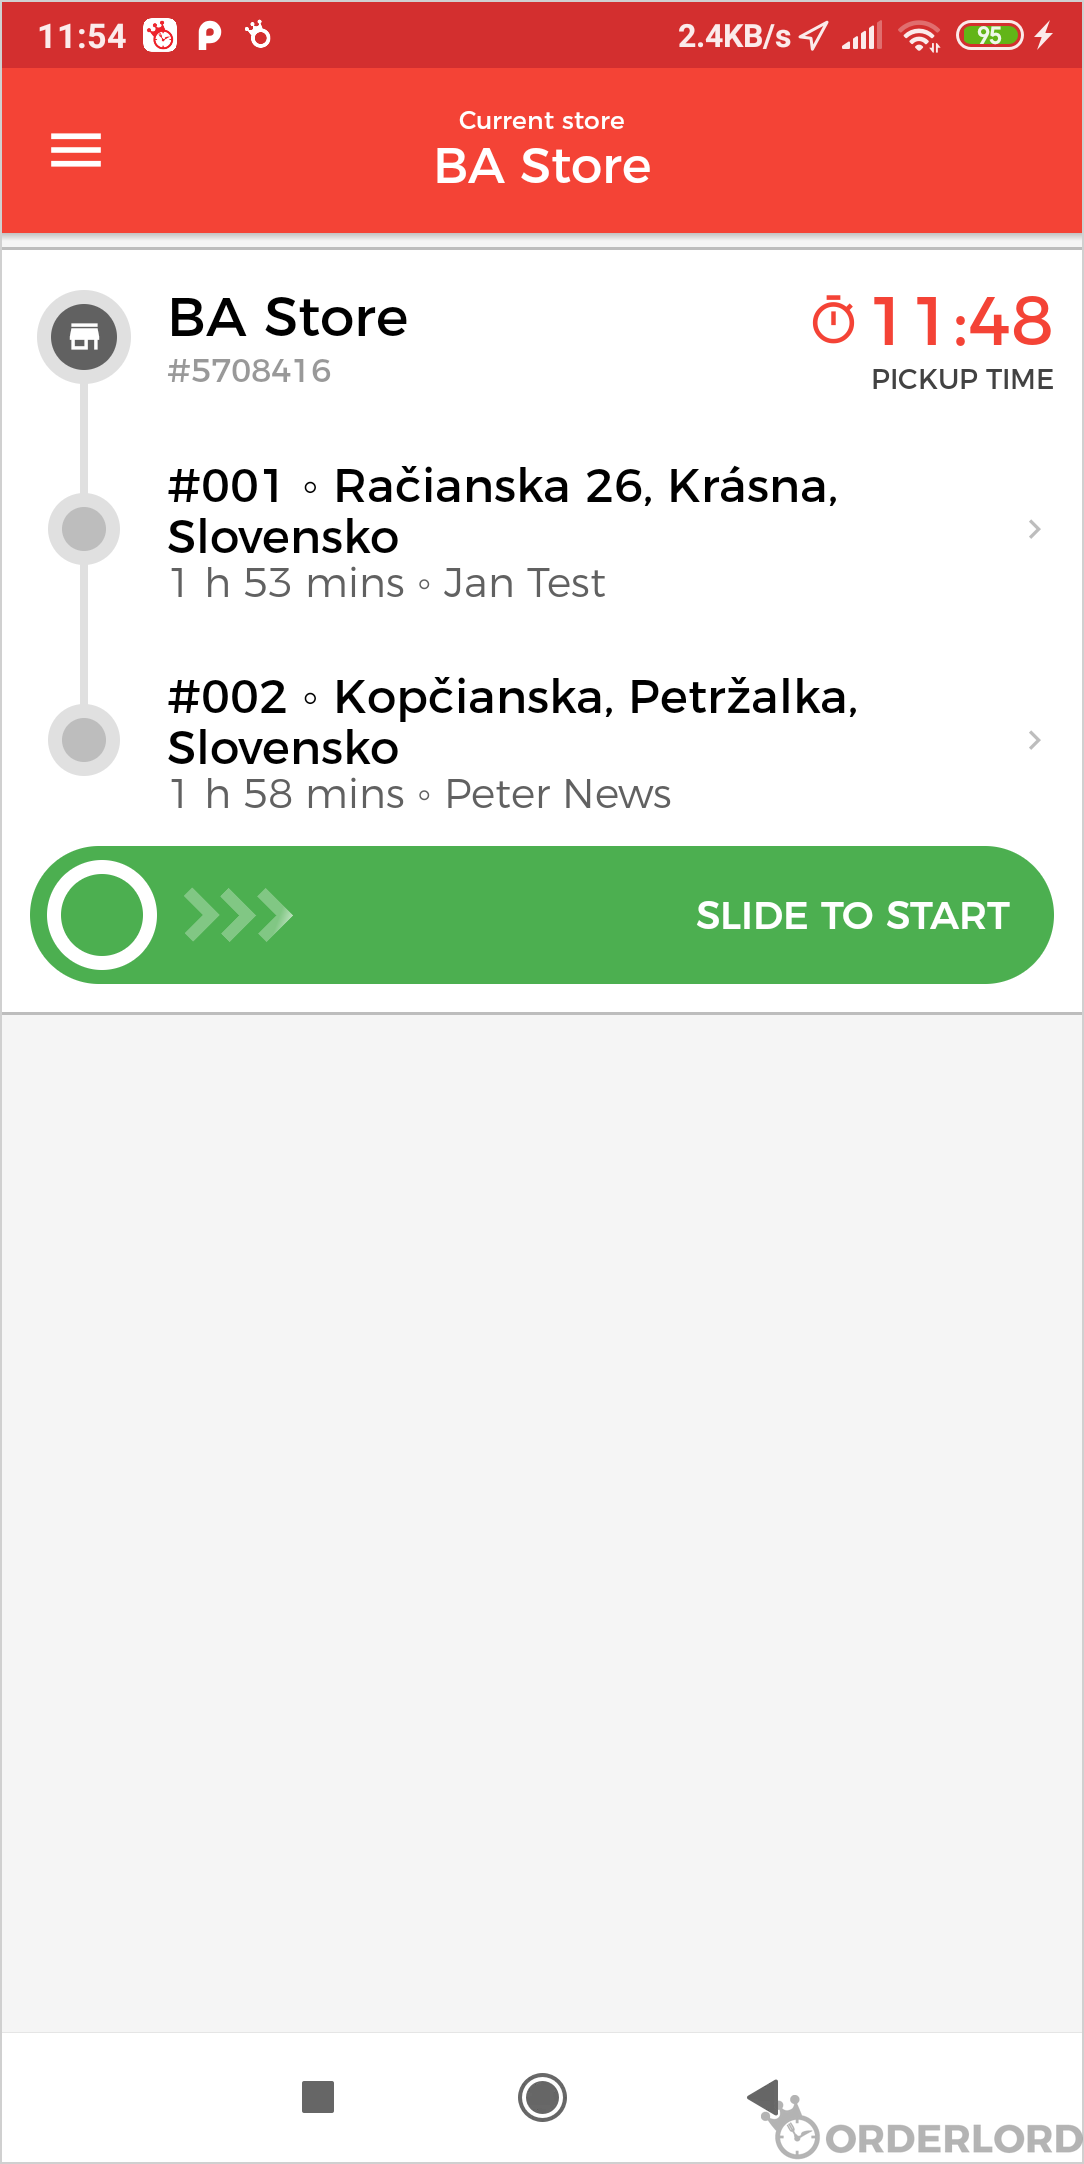 11:54 2.4KB/s 95
Current store
BA Store
BA Store 11:48
#5708416 PICKUP TIME
#001 ◦ Račianska 26, Krásna,
Slovensko
1 h 53 mins ◦ Jan Test
#002 ◦ Kopčianska, Petržalka,
Slovensko
1 h 58 mins ◦ Peter News
SLIDE TO START
ORDERLORD